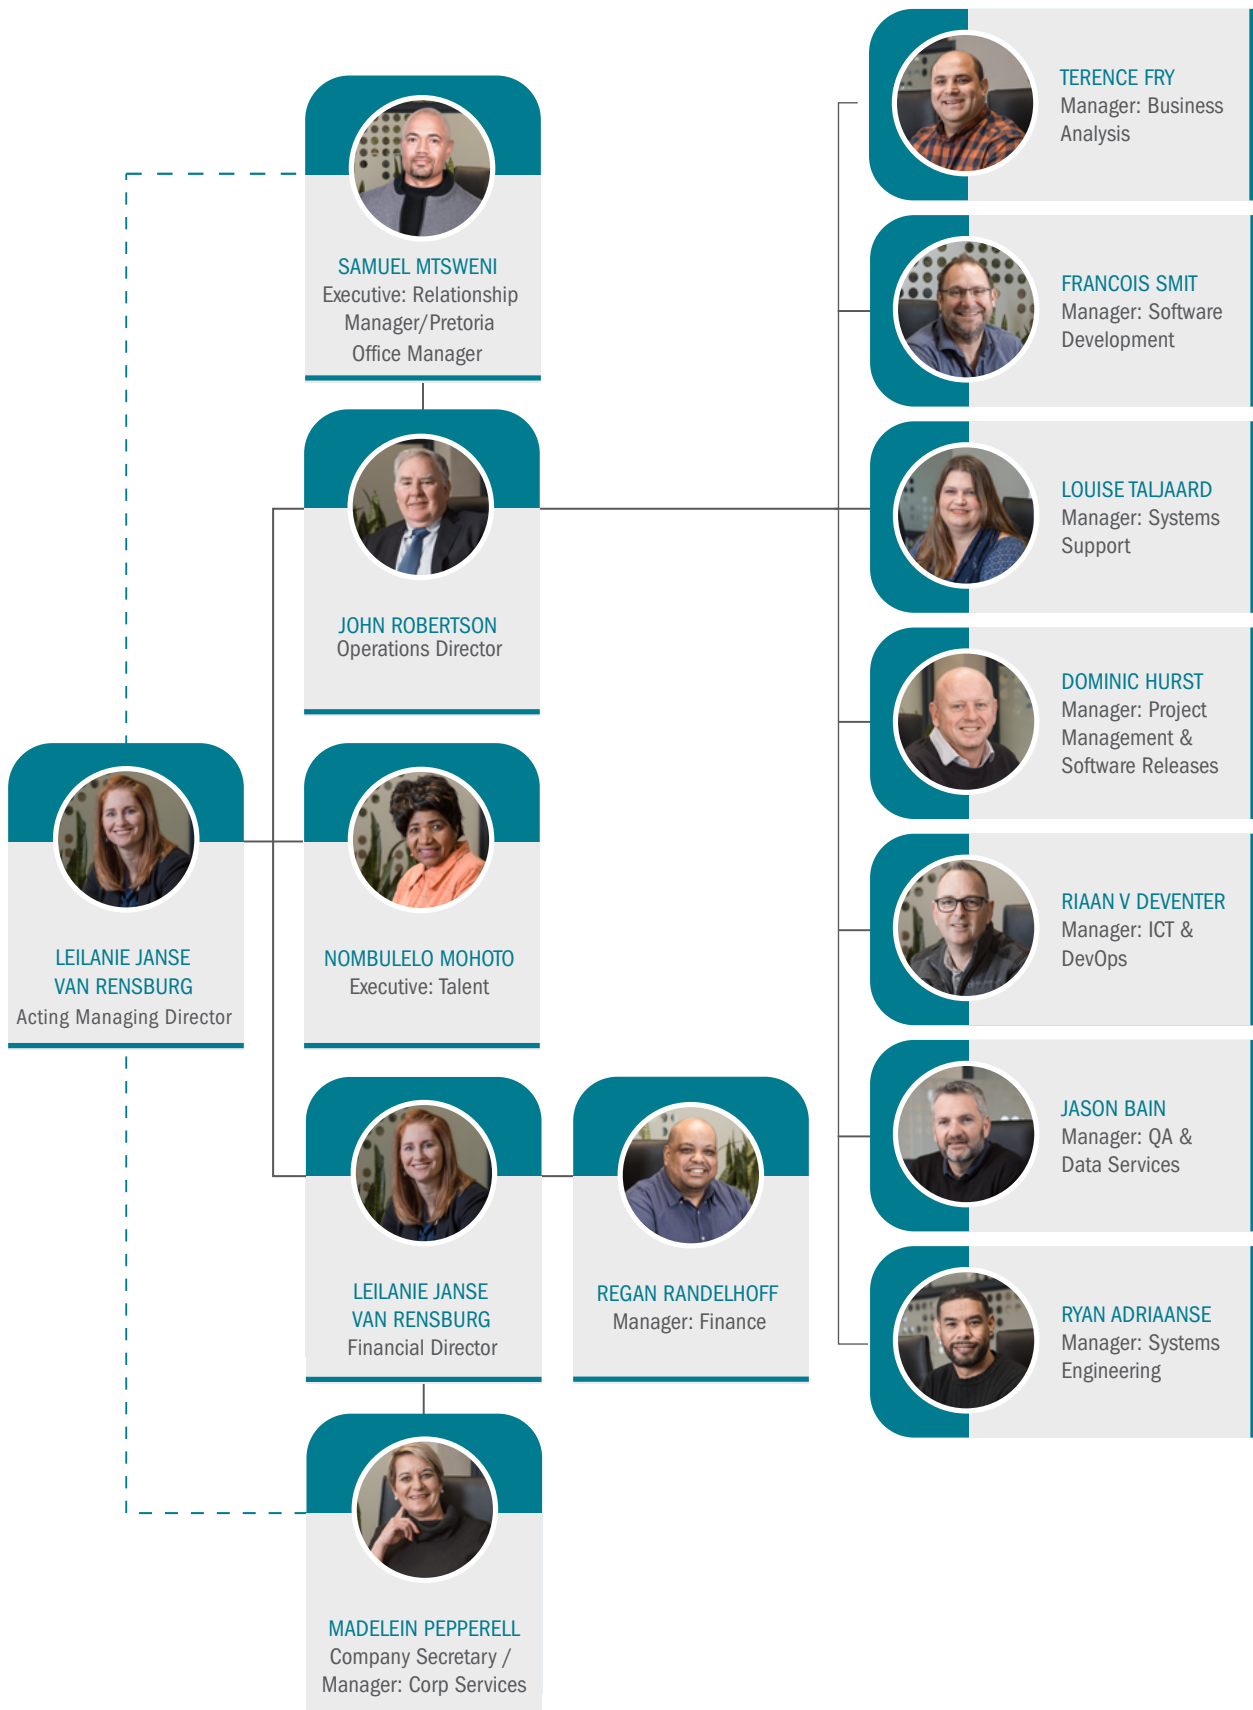 SAMUEL MTSWENI
Executive: Relationship
Manager/Pretoria
Office Manager
JOHN ROBERTSON
Operations Director
LEILANIE JANSE
VAN RENSBURG
Acting Managing Director
NOMBULELO MOHOTO
Executive: Talent
LEILANIE JANSE
VAN RENSBURG
Financial Director
REGAN RANDELHOFF
Manager: Finance
MADELEIN PEPPERELL
Company Secretary /
Manager: Corp Services
TERENCE FRY
Manager: Business
Analysis
FRANCOIS SMIT
Manager: Software
Development
LOUISE TALJAARD
Manager: Systems
Support
DOMINIC HURST
Manager: Project
Management &
Software Releases
RIAAN V DEVENTER
Manager: ICT &
DevOps
JASON BAIN
Manager: QA &
Data Services
RYAN ADRIAANSE
Manager: Systems
Engineering